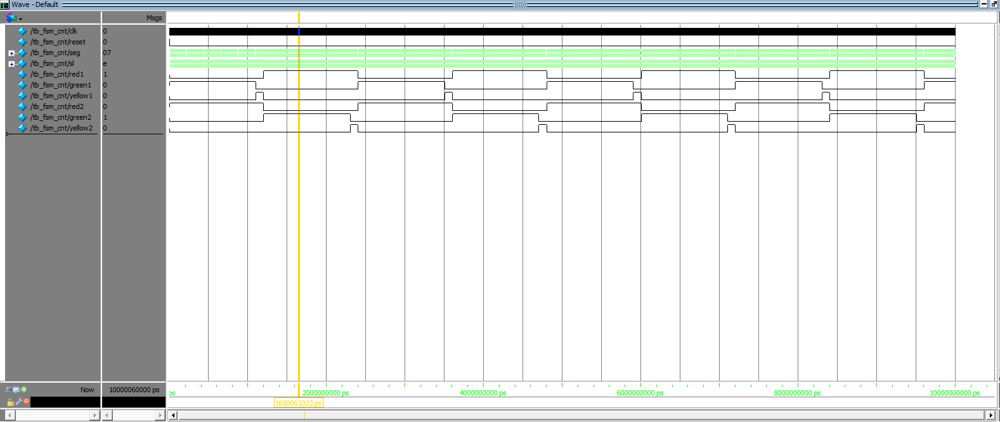 Wave - Default
Msgs
/tb_fsm_cnt/clk 0
/tb_fsm_cnt/reset 0
/tb_fsm_cnt/seg 07
/tb_fsm_cnt/sl e
/tb_fsm_cnt/red1 1
/tb_fsm_cnt/green1 0
/tb_fsm_cnt/yellow1 0
/tb_fsm_cnt/red2 0
/tb_fsm_cnt/green2 1
/tb_fsm_cnt/yellow2 0
Now 10000060000 ps
ps 2000000000 ps 4000000000 ps 6000000000 ps 8000000000 ps 10000000000 ps
1650061023 ps